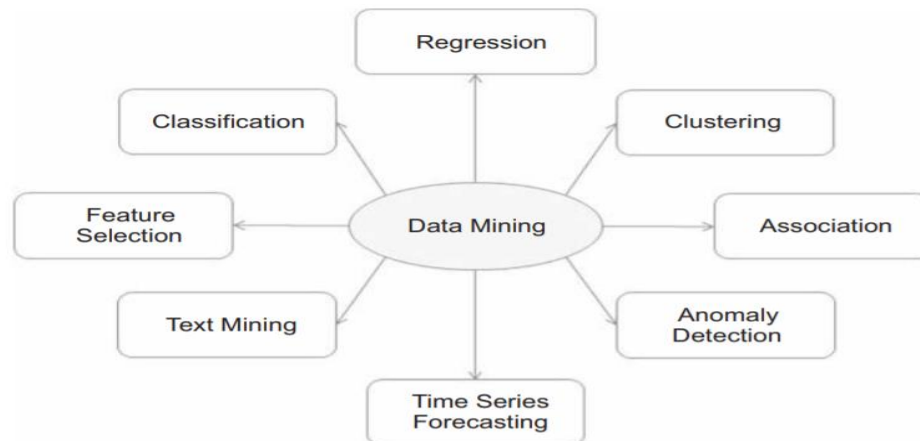 Regression
Classification
Clustering
Feature
Selection
Data Mining
Association
Text Mining
Anomaly
Detection
Time Series
Forecasting